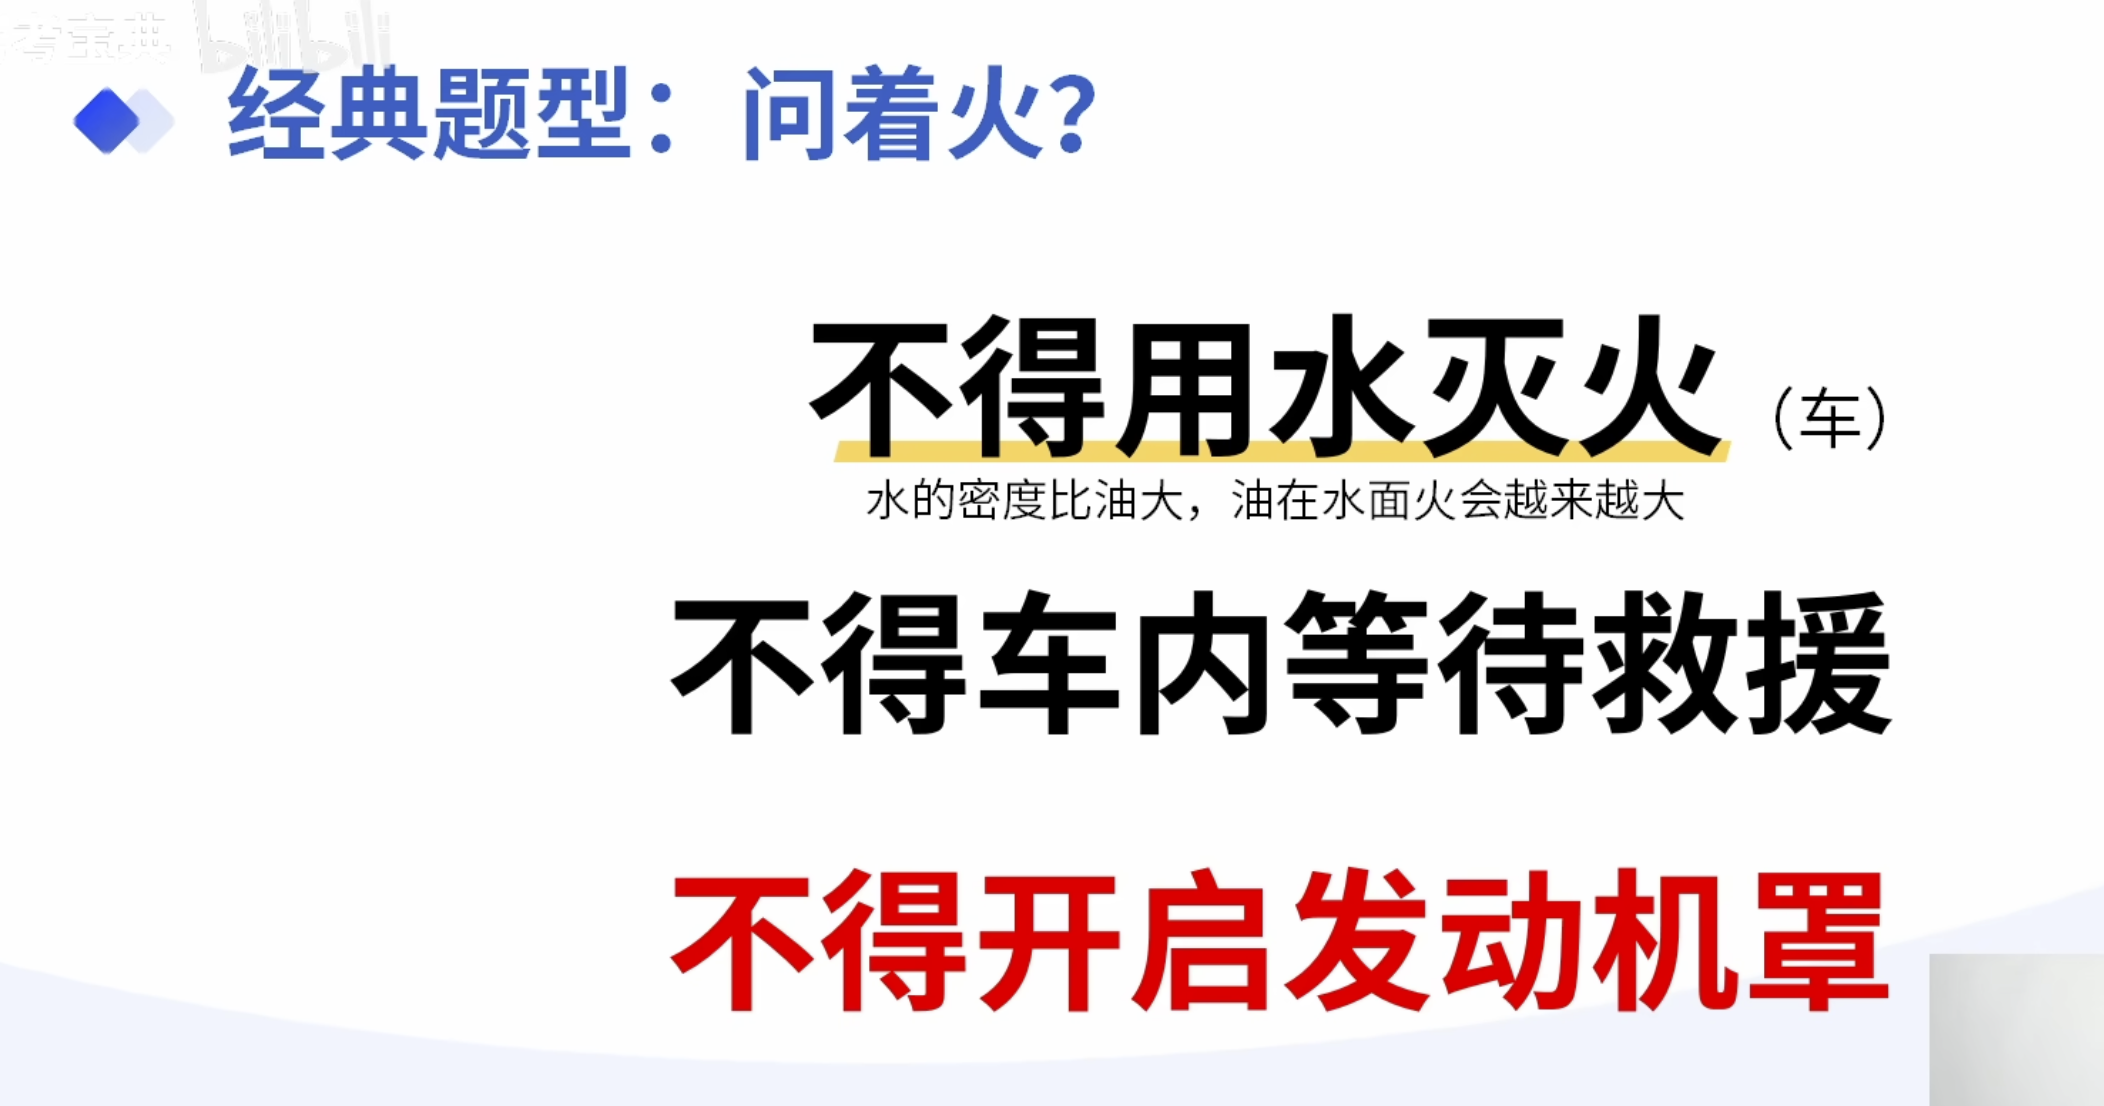 考宝典 bilibili
经典题型：问着火？
不得用水灭火（车）
水的密度比油大，油在水面火会越来越大
不得车内等待救援
不得开启发动机罩